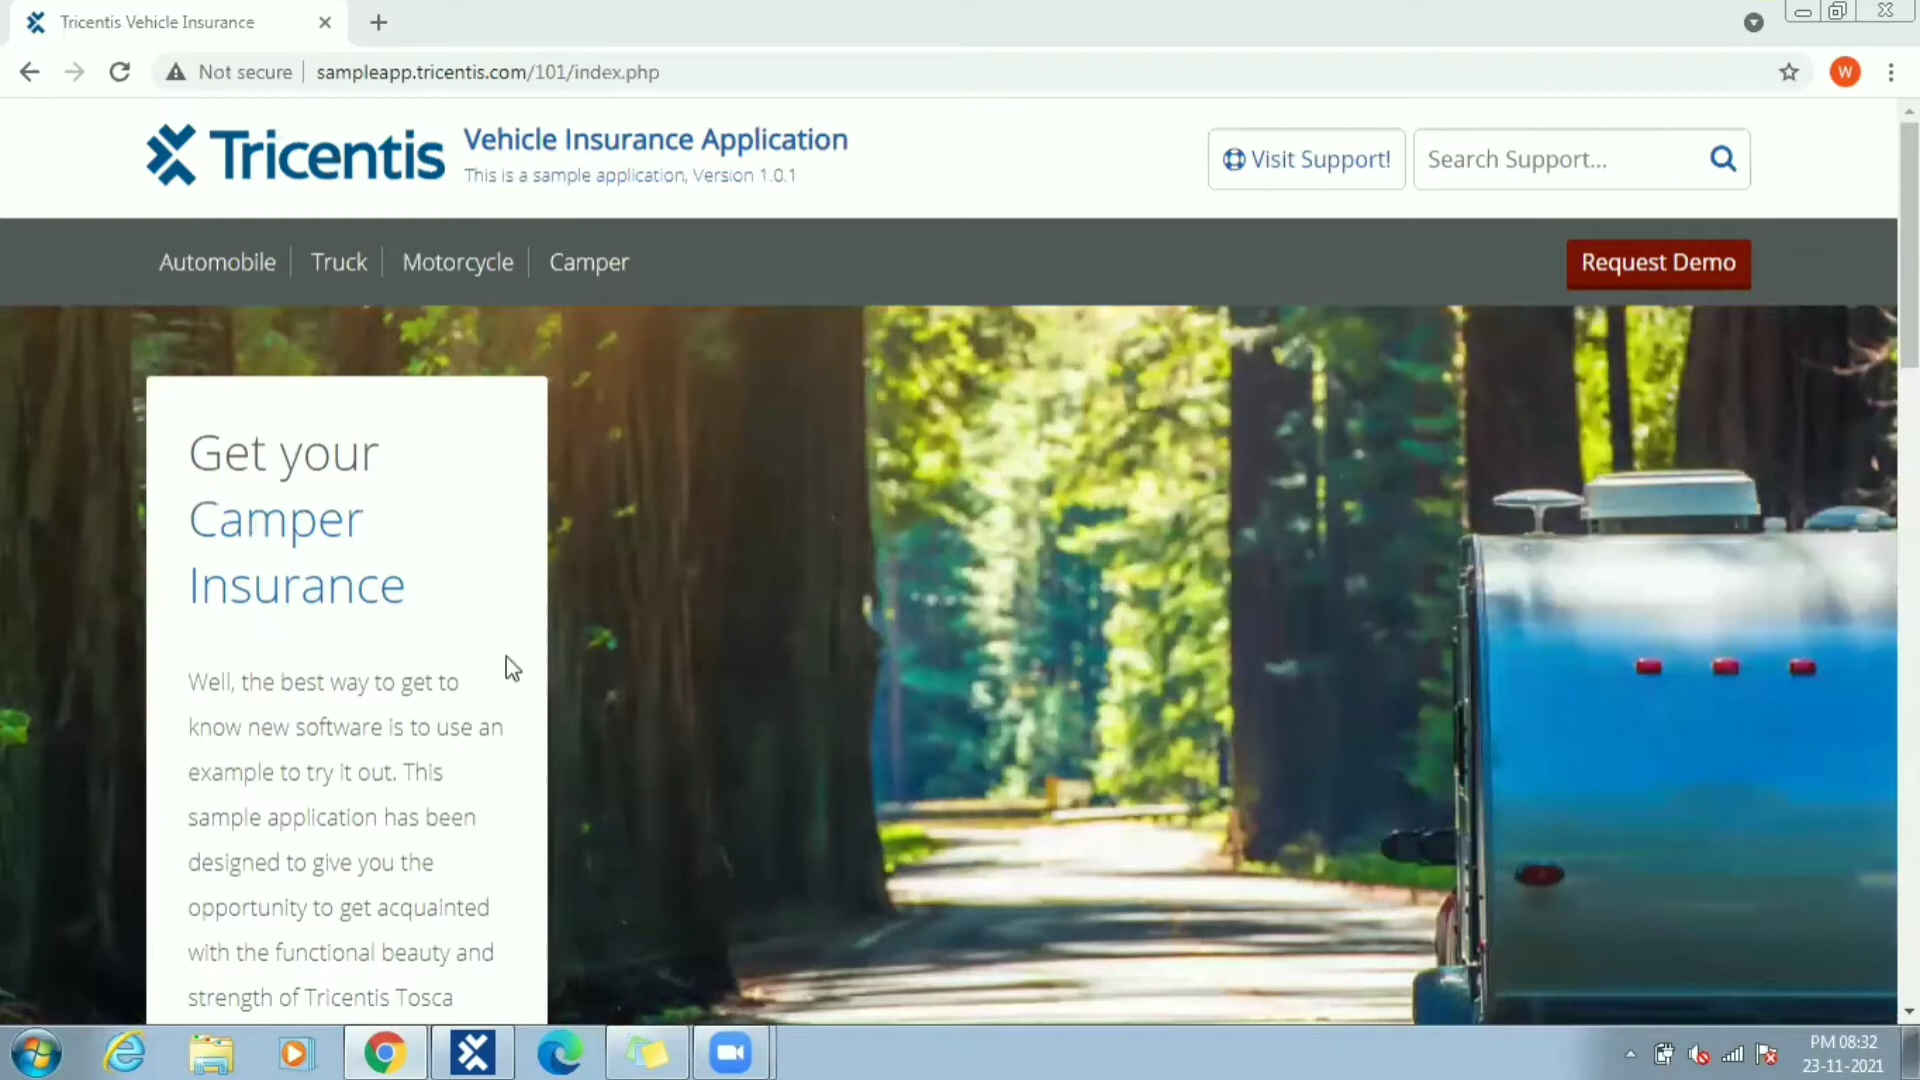 Tricentis Vehicle Insurance
Not secure
sampleapp.tricentis.com/101/index.php
W
Tricentis
Vehicle Insurance Application
This is a sample application, Version 1.0.1
Visit Support!
Search Support...
Automobile
Truck
Motorcycle
Camper
Request Demo
Get your
Camper
Insurance
Well, the best way to get to
know new software is to use an
example to try it out. This
sample application has been
designed to give you the
opportunity to get acquainted
with the functional beauty and
strength of Tricentis Tosca
PM 08:32
23-11-2021